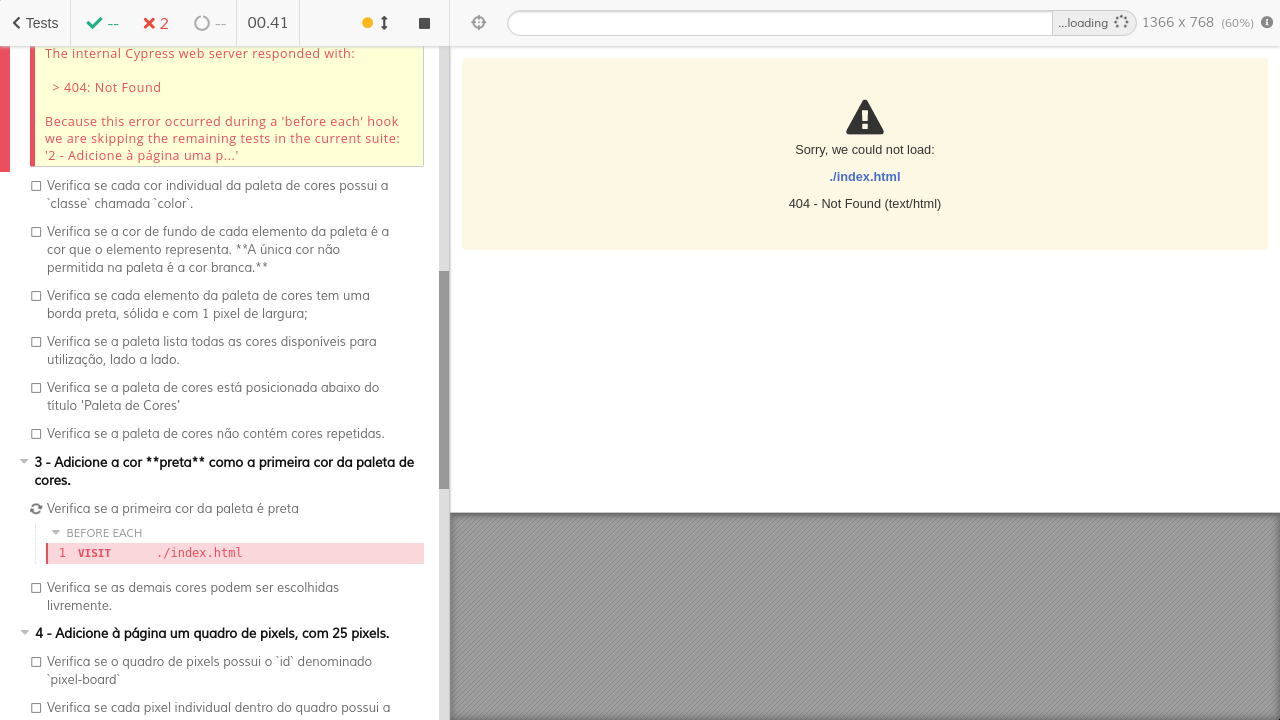 Tests
--
2
--
00.41
...loading
1366 x 768 (60%)
The internal Cypress web server responded with:
> 404: Not Found
Because this error occurred during a 'before each' hook
we are skipping the remaining tests in the current suite:
'2 - Adicione à página uma p...'
Verifica se cada cor individual da paleta de cores possui a
`classe` chamada `color`.
Verifica se a cor de fundo de cada elemento da paleta é a
cor que o elemento representa. **A única cor não
permitida na paleta é a cor branca.**
Verifica se cada elemento da paleta de cores tem uma
borda preta, sólida e com 1 pixel de largura;
Verifica se a paleta lista todas as cores disponíveis para
utilização, lado a lado.
Verifica se a paleta de cores está posicionada abaixo do
título 'Paleta de Cores'
Verifica se a paleta de cores não contém cores repetidas.
3 - Adicione a cor **preta** como a primeira cor da paleta de
cores.
Verifica se a primeira cor da paleta é preta
BEFORE EACH
1 VISIT ./index.html
Verifica se as demais cores podem ser escolhidas
livremente.
4 - Adicione à página um quadro de pixels, com 25 pixels.
Verifica se o quadro de pixels possui o `id` denominado
`pixel-board`
Verifica se cada pixel individual dentro do quadro possui a
Sorry, we could not load:
./index.html
404 - Not Found (text/html)